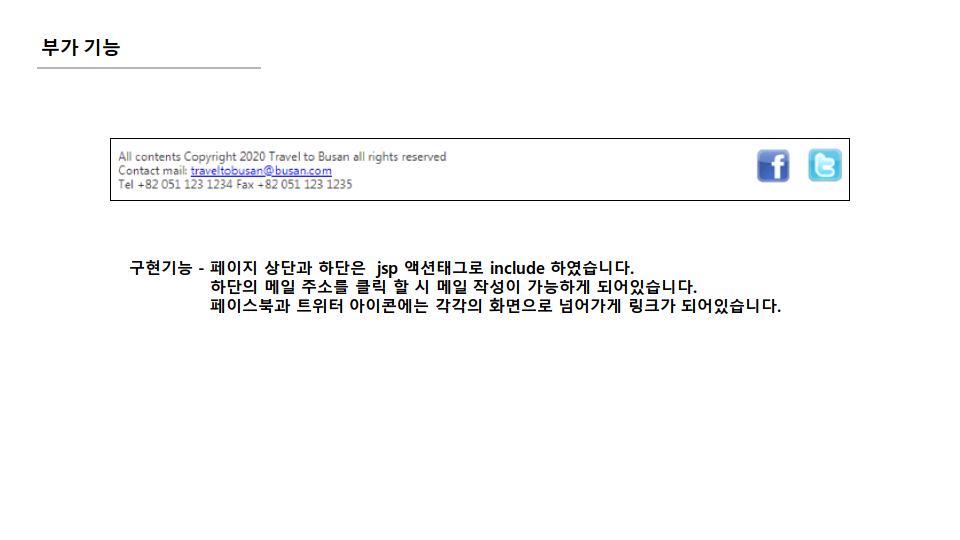 부가 기능
All contents Copyright 2020 Travel to Busan all rights reserved
Contact mail: traveltobusan@busan.com
Tel +82 051 123 1234 Fax +82 051 123 1235
구현기능 - 페이지 상단과 하단은 jsp 액션태그로 include 하였습니다.
하단의 메일 주소를 클릭 할 시 메일 작성이 가능하게 되어있습니다.
페이스북과 트위터 아이콘에는 각각의 화면으로 넘어가게 링크가 되어있습니다.